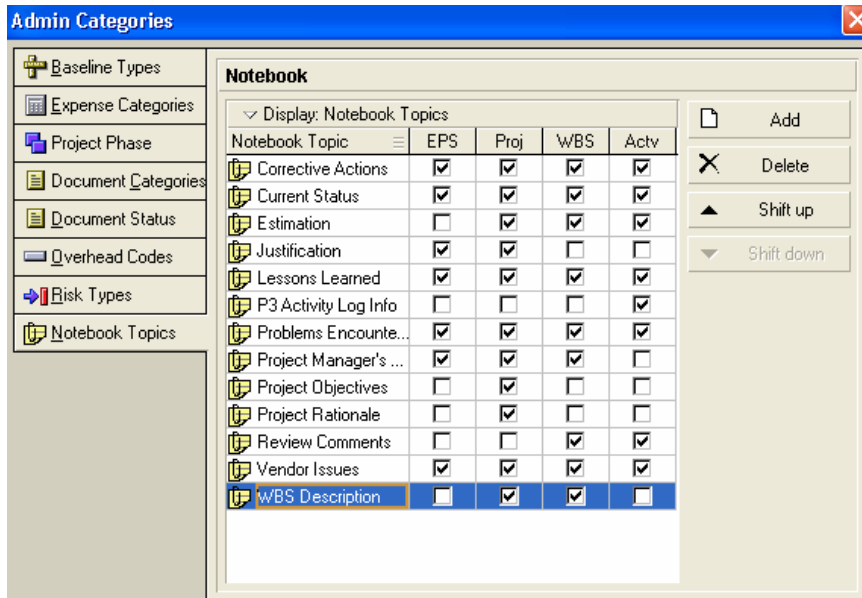 Admin Categories
Baseline Types
Expense Categories
Project Phase
Document Categories
Document Status
Overhead Codes
Risk Types
Notebook Topics
Notebook
Display: Notebook Topics
Notebook Topic EPS Proj WBS Actv
Corrective Actions
Current Status
Estimation
Justification
Lessons Learned
P3 Activity Log Info
Problems Encounte...
Project Manager's ...
Project Objectives
Project Rationale
Review Comments
Vendor Issues
WBS Description
Add
Delete
Shift up
Shift down